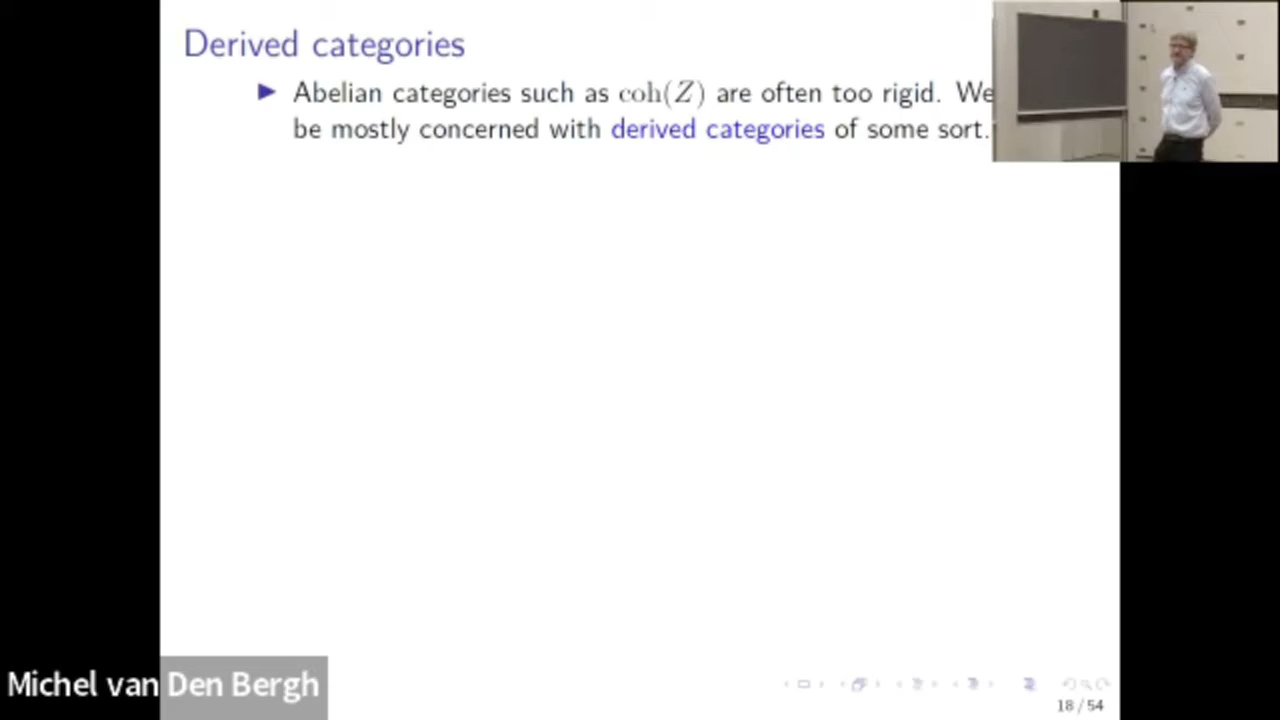 Derived categories
Abelian categories such as coh(Z) are often too rigid. We
be mostly concerned with derived categories of some sort.
Michel van Den Bergh
18 / 54